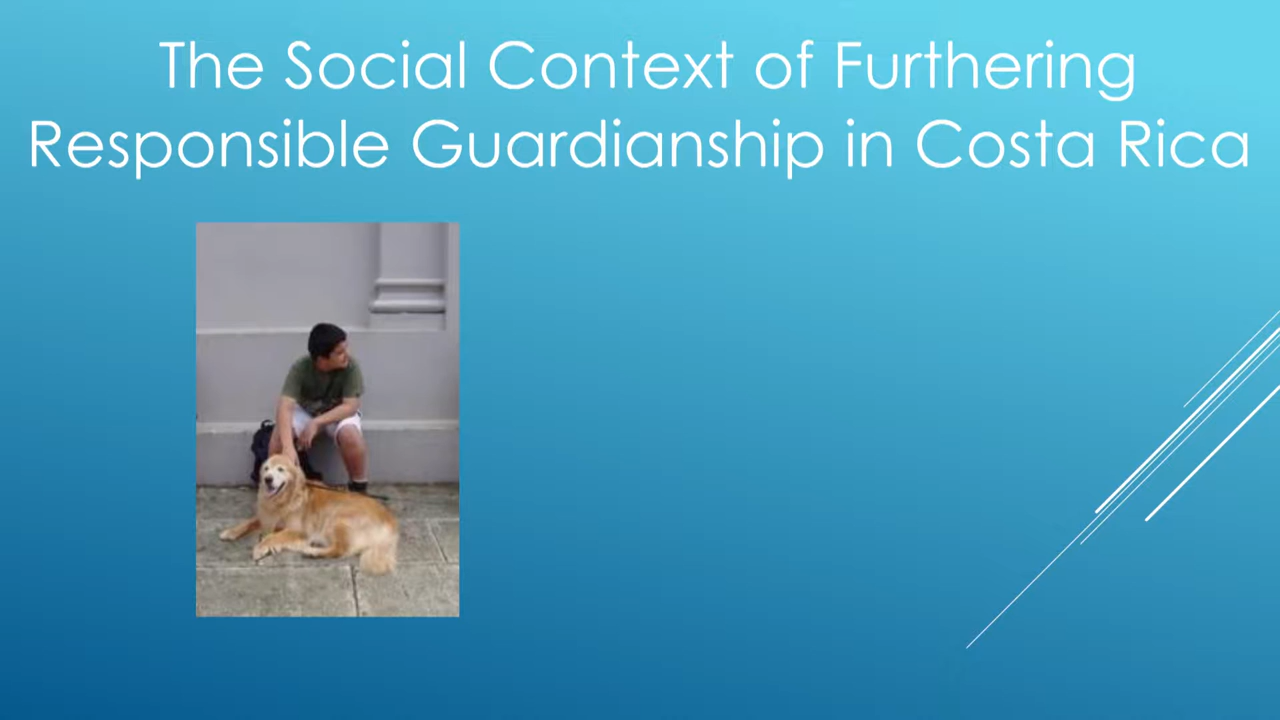 The Social Context of Furthering
Responsible Guardianship in Costa Rica